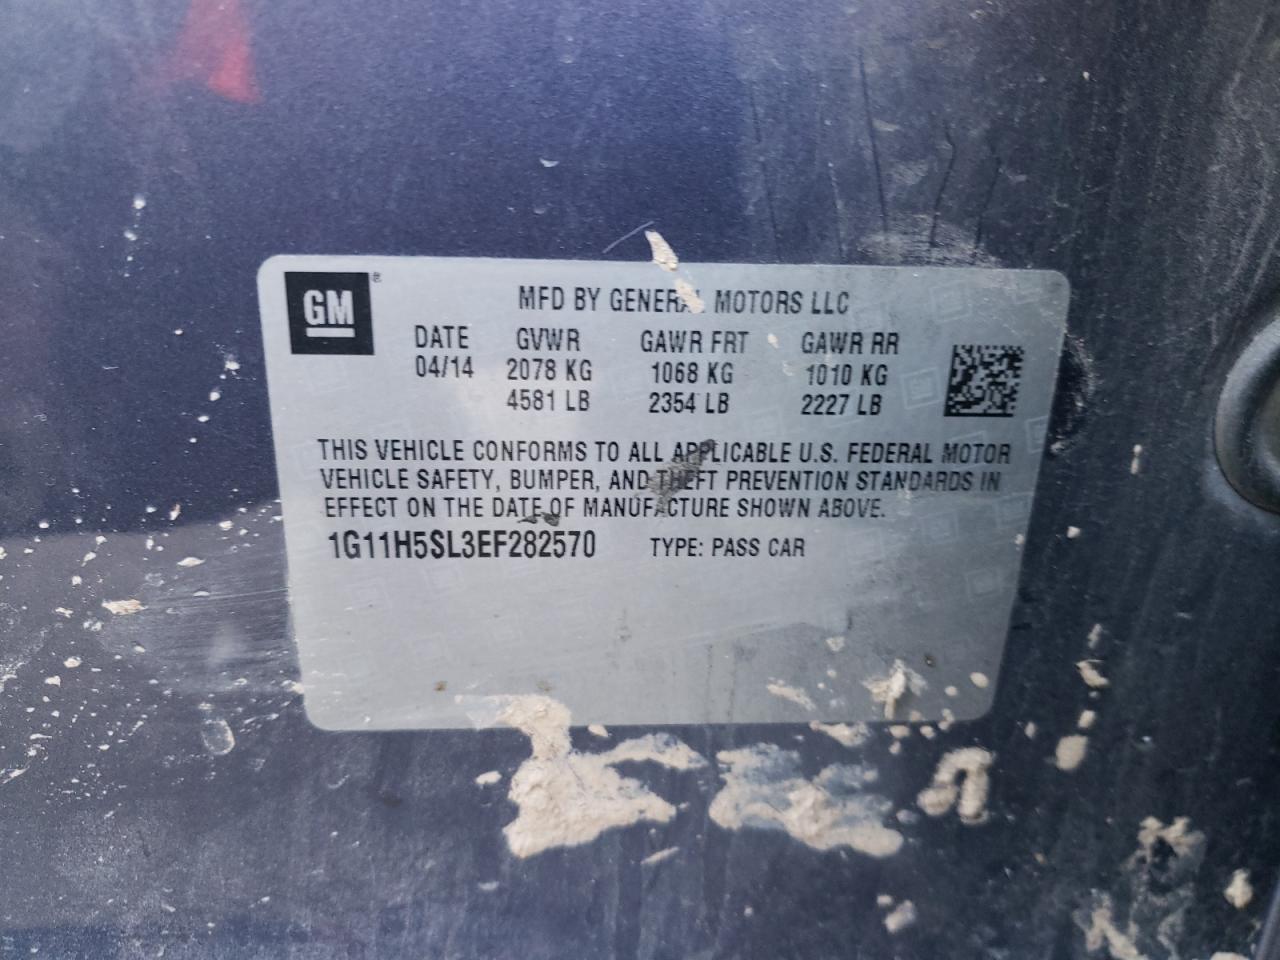 GM ®
MFD BY GENERAL MOTORS LLC
DATE GVWR GAWR FRT GAWR RR
04/14 2078 KG 1068 KG 1010 KG
4581 LB 2354 LB 2227 LB
THIS VEHICLE CONFORMS TO ALL APPLICABLE U.S. FEDERAL MOTOR
VEHICLE SAFETY, BUMPER, AND THEFT PREVENTION STANDARDS IN
EFFECT ON THE DATE OF MANUFACTURE SHOWN ABOVE.
1G11H5SL3EF282570 TYPE: PASS CAR